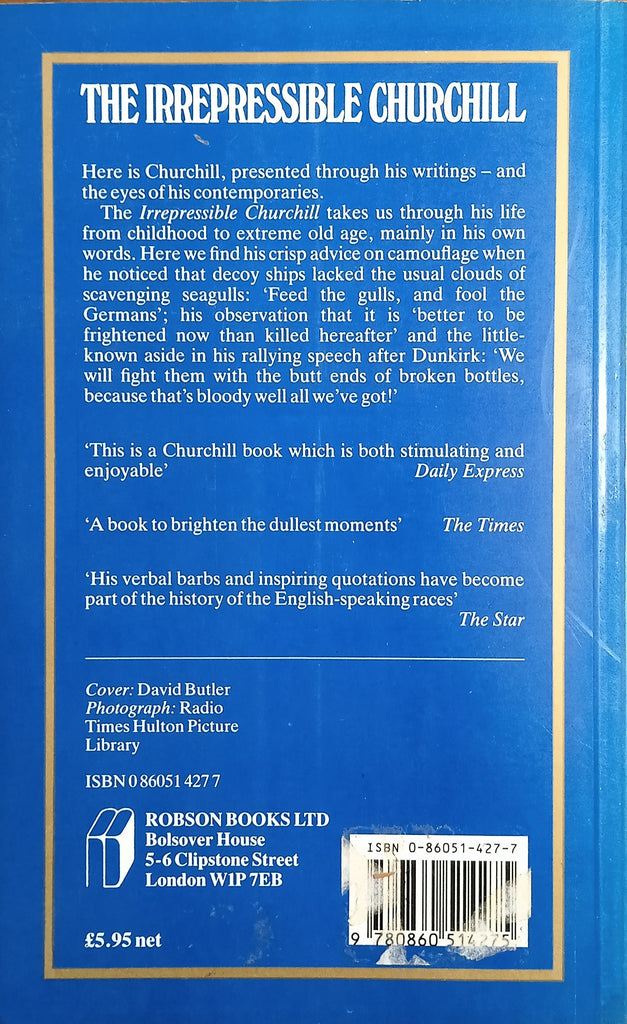 THE IRREPRESSIBLE CHURCHILL
Here is Churchill, presented through his writings – and
the eyes of his contemporaries.
The Irrepressible Churchill takes us through his life
from childhood to extreme old age, mainly in his own
words. Here we find his crisp advice on camouflage when
he noticed that decoy ships lacked the usual clouds of
scavenging seagulls: ‘Feed the gulls, and fool the
Germans’; his observation that it is ‘better to be
frightened now than killed hereafter’ and the little-
known aside in his rallying speech after Dunkirk: ‘We
will fight them with the butt ends of broken bottles,
because that’s bloody well all we’ve got!’
‘This is a Churchill book which is both stimulating and
enjoyable’ Daily Express
‘A book to brighten the dullest moments’ The Times
‘His verbal barbs and inspiring quotations have become
part of the history of the English-speaking races’
The Star
Cover: David Butler
Photograph: Radio
Times Hulton Picture
Library
ISBN 0 86051 427 7
ROBSON BOOKS LTD
Bolsover House
5-6 Clipstone Street
London W1P 7EB
£5.95 net
ISBN 0-86051-427-7
9 780860 514275